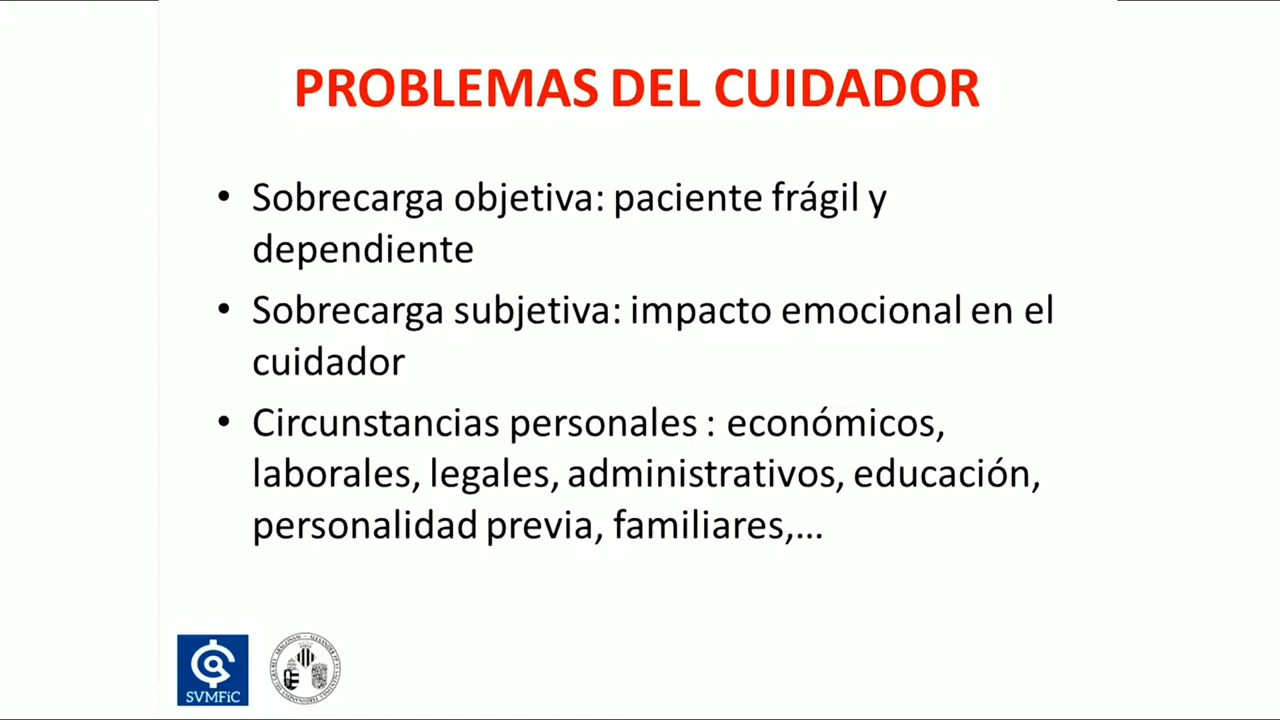 PROBLEMAS DEL CUIDADOR
• Sobrecarga objetiva: paciente frágil y
dependiente
• Sobrecarga subjetiva: impacto emocional en el
cuidador
• Circunstancias personales : económicos,
laborales, legales, administrativos, educación,
personalidad previa, familiares,...
SVMFiC